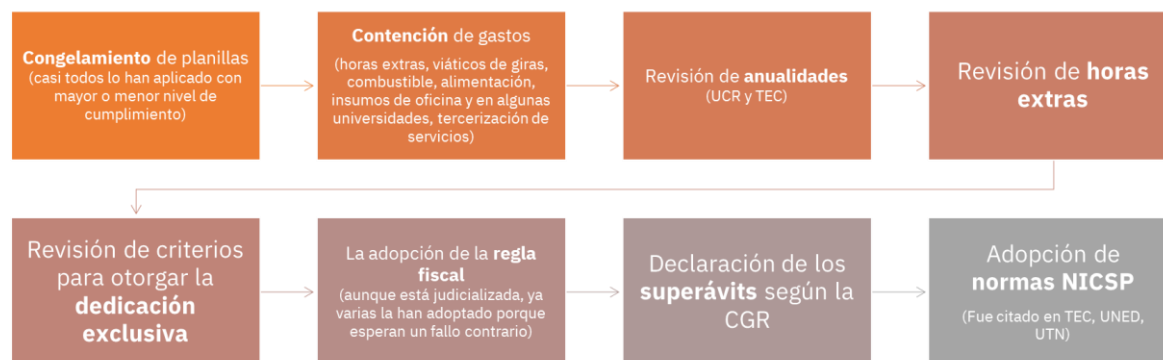 Congelamiento de planillas
(casi todos lo han aplicado con
mayor o menor nivel de
cumplimiento)
Contención de gastos
(horas extras, viáticos de giras,
combustible, alimentación,
insumos de oficina y en algunas
universidades, tercerización de
servicios)
Revisión de anualidades
(UCR y TEC)
Revisión de horas
extras
Revisión de criterios
para otorgar la
dedicación
exclusiva
La adopción de la regla
fiscal
(aunque está judicializada, ya
varias la han adoptado porque
esperan un fallo contrario)
Declaración de los
superávits según la
CGR
Adopción de
normas NICSP
(Fue citado en TEC, UNED,
UTN)